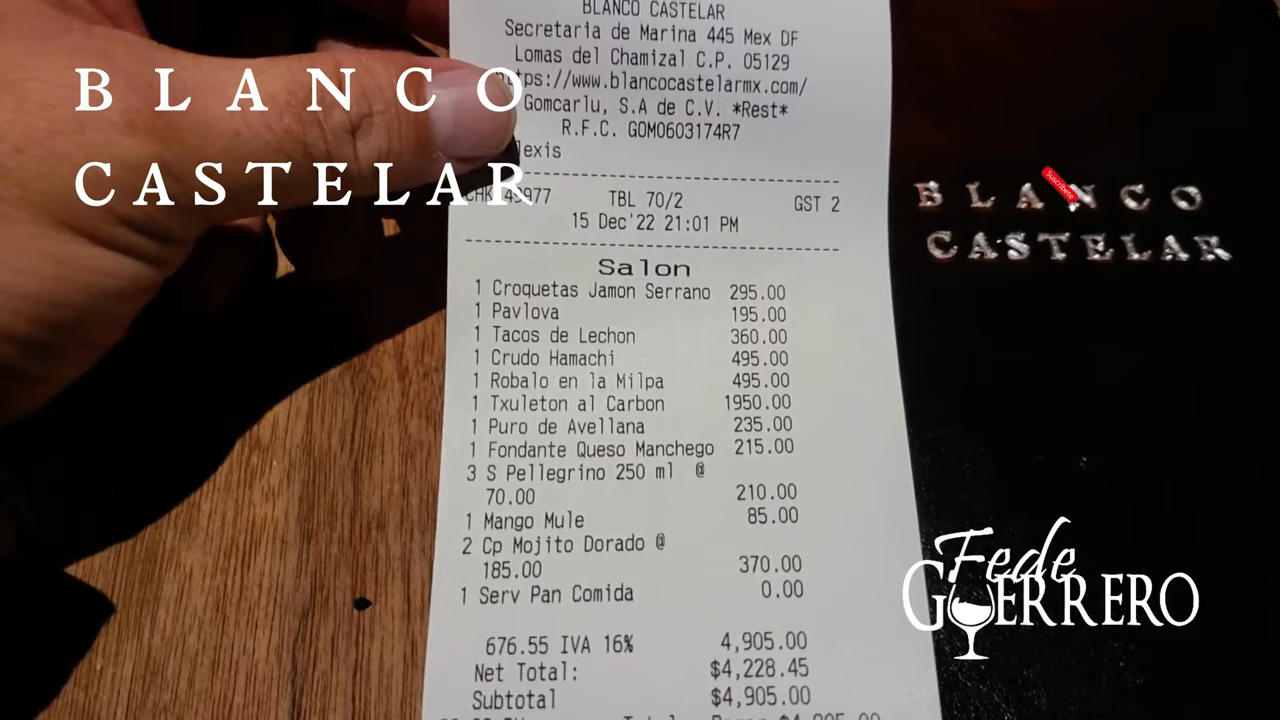 BLANCO
CASTELAR
BLANCO CASTELAR
Secretaria de Marina 445 Mex DF
Lomas del Chamizal C.P. 05129
https://www.blancocastelarmx.com/
Gomcarlu, S.A de C.V. *Rest*
R.F.C. GOM0603174R7
lexis
CHK 49977 TBL 70/2 GST 2
15 Dec'22 21:01 PM
Salon
1 Croquetas Jamon Serrano 295.00
1 Pavlova 195.00
1 Tacos de Lechon 360.00
1 Crudo Hamachi 495.00
1 Robalo en la Milpa 495.00
1 Txuleton al Carbon 1950.00
1 Puro de Avellana 235.00
1 Fondante Queso Manchego 215.00
3 S Pellegrino 250 ml @
70.00 210.00
1 Mango Mule 85.00
2 Cp Mojito Dorado @
185.00 370.00
1 Serv Pan Comida 0.00
676.55 IVA 16% 4,905.00
Net Total: $4,228.45
Subtotal $4,905.00
Suscríbete
BLANCO
CASTELAR
Fede
GUERRERO